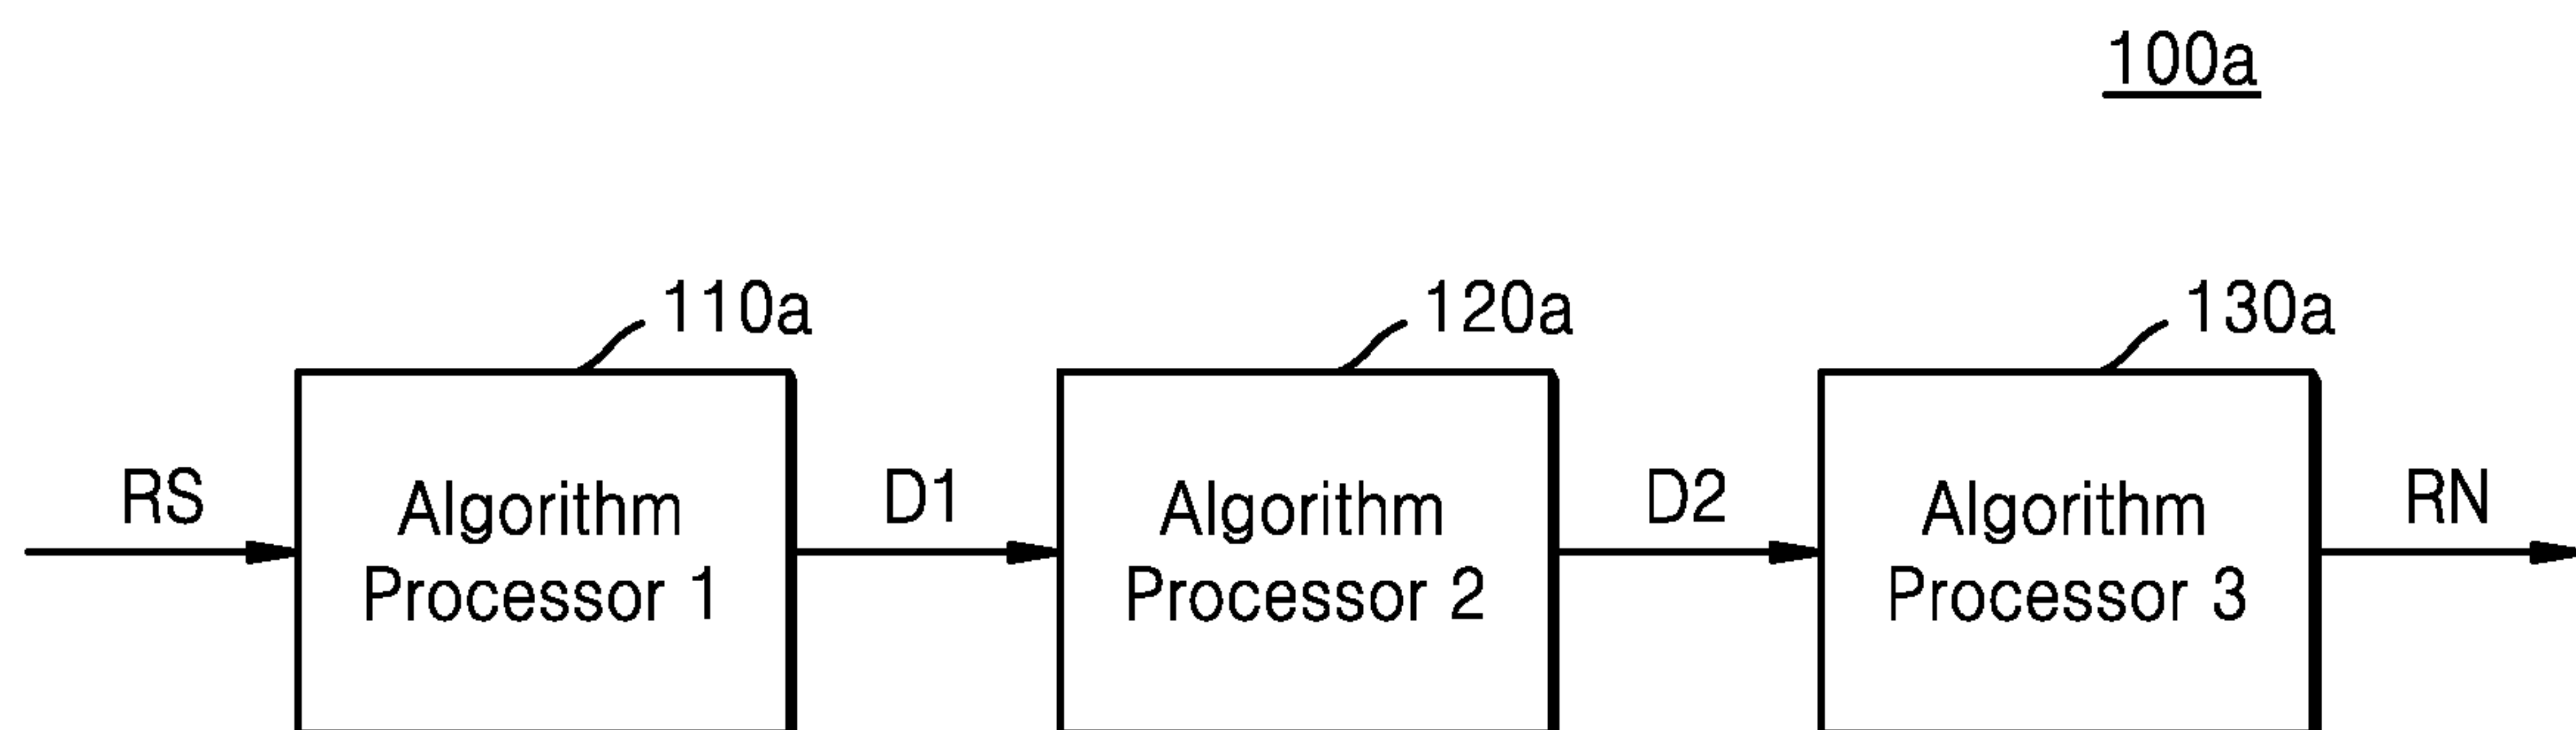 100a
110a
120a
130a
RS
Algorithm
Processor 1
D1
Algorithm
Processor 2
D2
Algorithm
Processor 3
RN